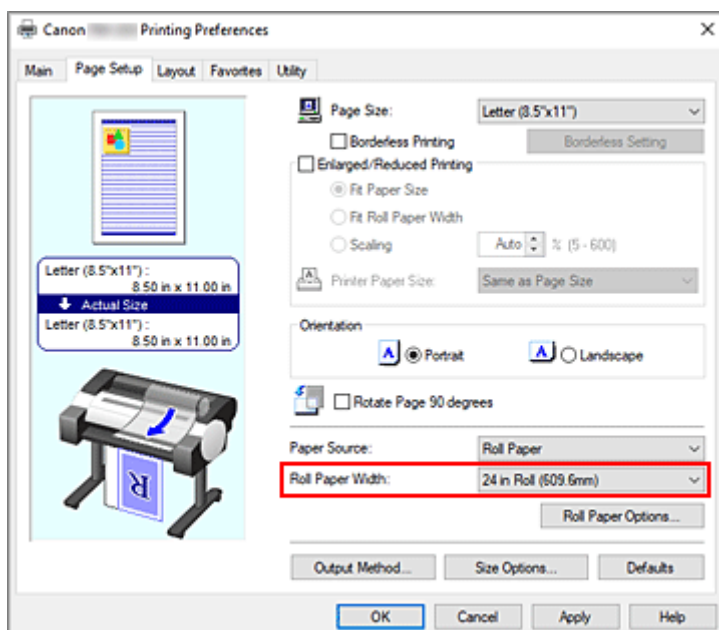 Canon Printing Preferences
Main Page Setup Layout Favorites Utility
Page Size: Letter (8.5"x11")
Borderless Printing Borderless Setting
Enlarged/Reduced Printing
Fit Paper Size
Fit Roll Paper Width
Scaling Auto % (5 - 600)
Printer Paper Size: Same as Page Size
Letter (8.5"x11") :
8.50 in x 11.00 in
Actual Size
Letter (8.5"x11") :
8.50 in x 11.00 in
Orientation
A Portrait A Landscape
Rotate Page 90 degrees
Paper Source: Roll Paper
Roll Paper Width: 24 in Roll (609.6mm)
Roll Paper Options...
R
Output Method... Size Options... Defaults
OK Cancel Apply Help